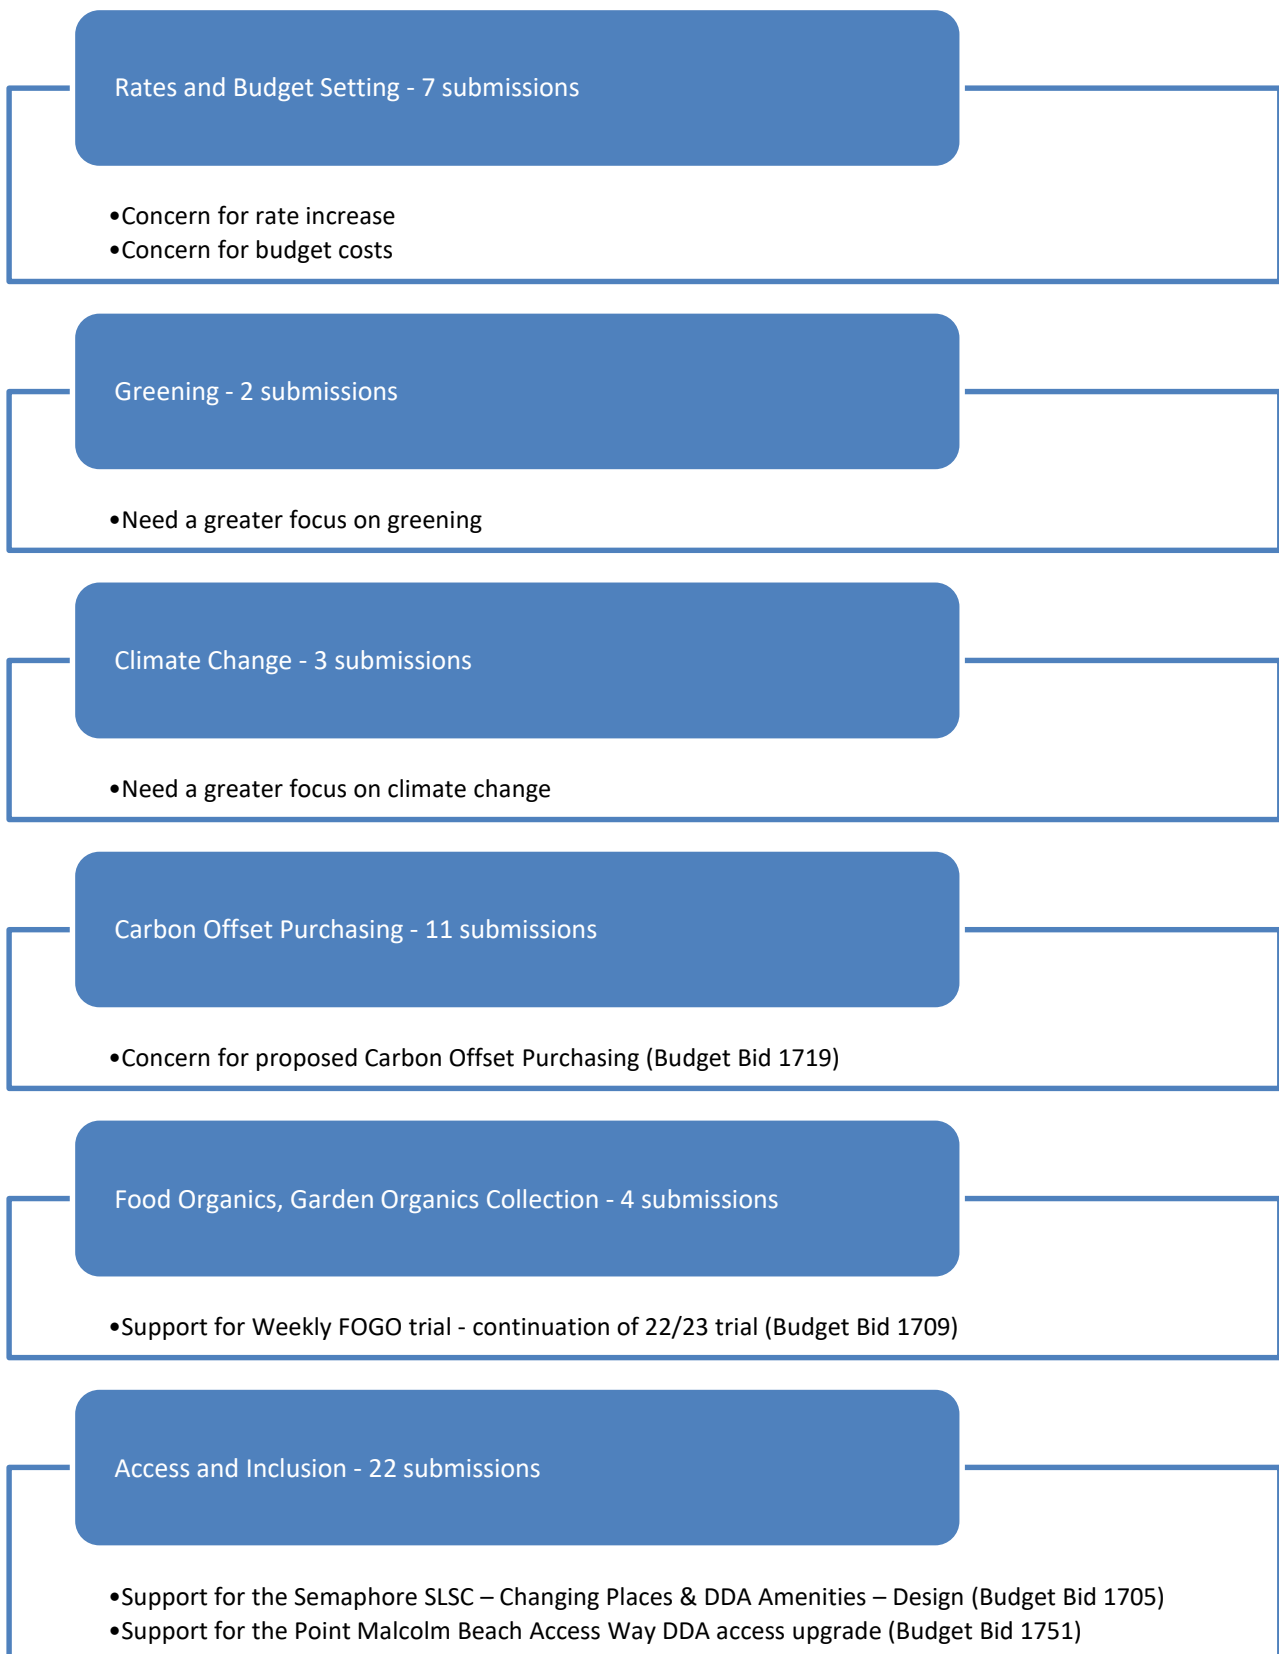 Rates and Budget Setting - 7 submissions
•Concern for rate increase
•Concern for budget costs
Greening - 2 submissions
•Need a greater focus on greening
Climate Change - 3 submissions
•Need a greater focus on climate change
Carbon Offset Purchasing - 11 submissions
•Concern for proposed Carbon Offset Purchasing (Budget Bid 1719)
Food Organics, Garden Organics Collection - 4 submissions
•Support for Weekly FOGO trial - continuation of 22/23 trial (Budget Bid 1709)
Access and Inclusion - 22 submissions
•Support for the Semaphore SLSC – Changing Places & DDA Amenities – Design (Budget Bid 1705)
•Support for the Point Malcolm Beach Access Way DDA access upgrade (Budget Bid 1751)